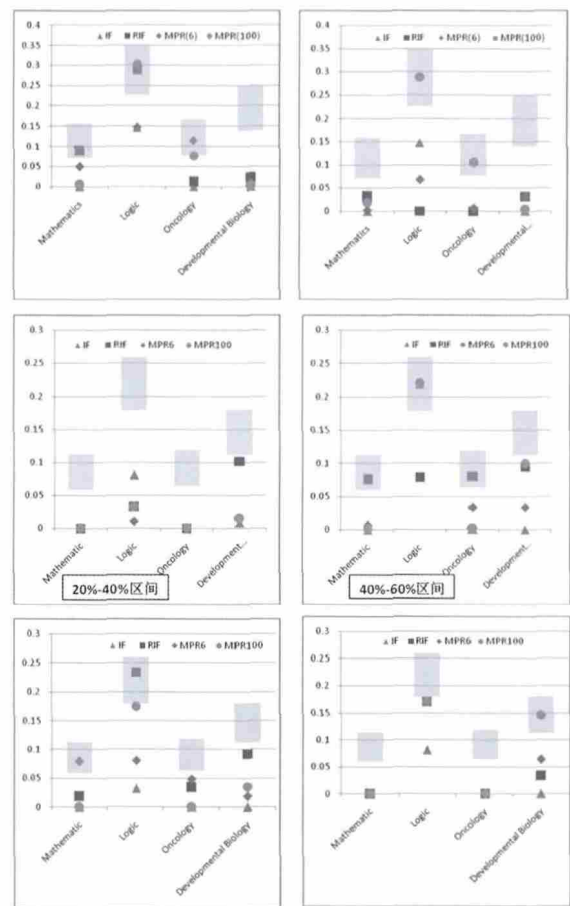 0.4
IF RIF MPR(6) MPR(100)
0.35
0.3
0.25
0.2
0.15
0.1
0.05
0
Mathematics
Logic
Oncology
Developmental Biology
0.4
IF RIF MPR(6) MPR(100)
0.35
0.3
0.25
0.2
0.15
0.1
0.05
0
Mathematics
Logic
Oncology
Developmental...
0.3
IF RIF MPR6 MPR100
0.25
0.2
0.15
0.1
0.05
0
Mathematic
Logic
Oncology
Development...
20%-40%区间
0.3
IF RIF MPR6 MPR100
0.25
0.2
0.15
0.1
0.05
0
Mathematic
Logic
Oncology
Development...
40%-60%区间
0.3
IF RIF MPR6 MPR100
0.25
0.2
0.15
0.1
0.05
0
Mathematic
Logic
Oncology
Developmental Biology
0.3
IF RIF MPR6 MPR100
0.25
0.2
0.15
0.1
0.05
0
Mathematic
Logic
Oncology
Developmental Biology